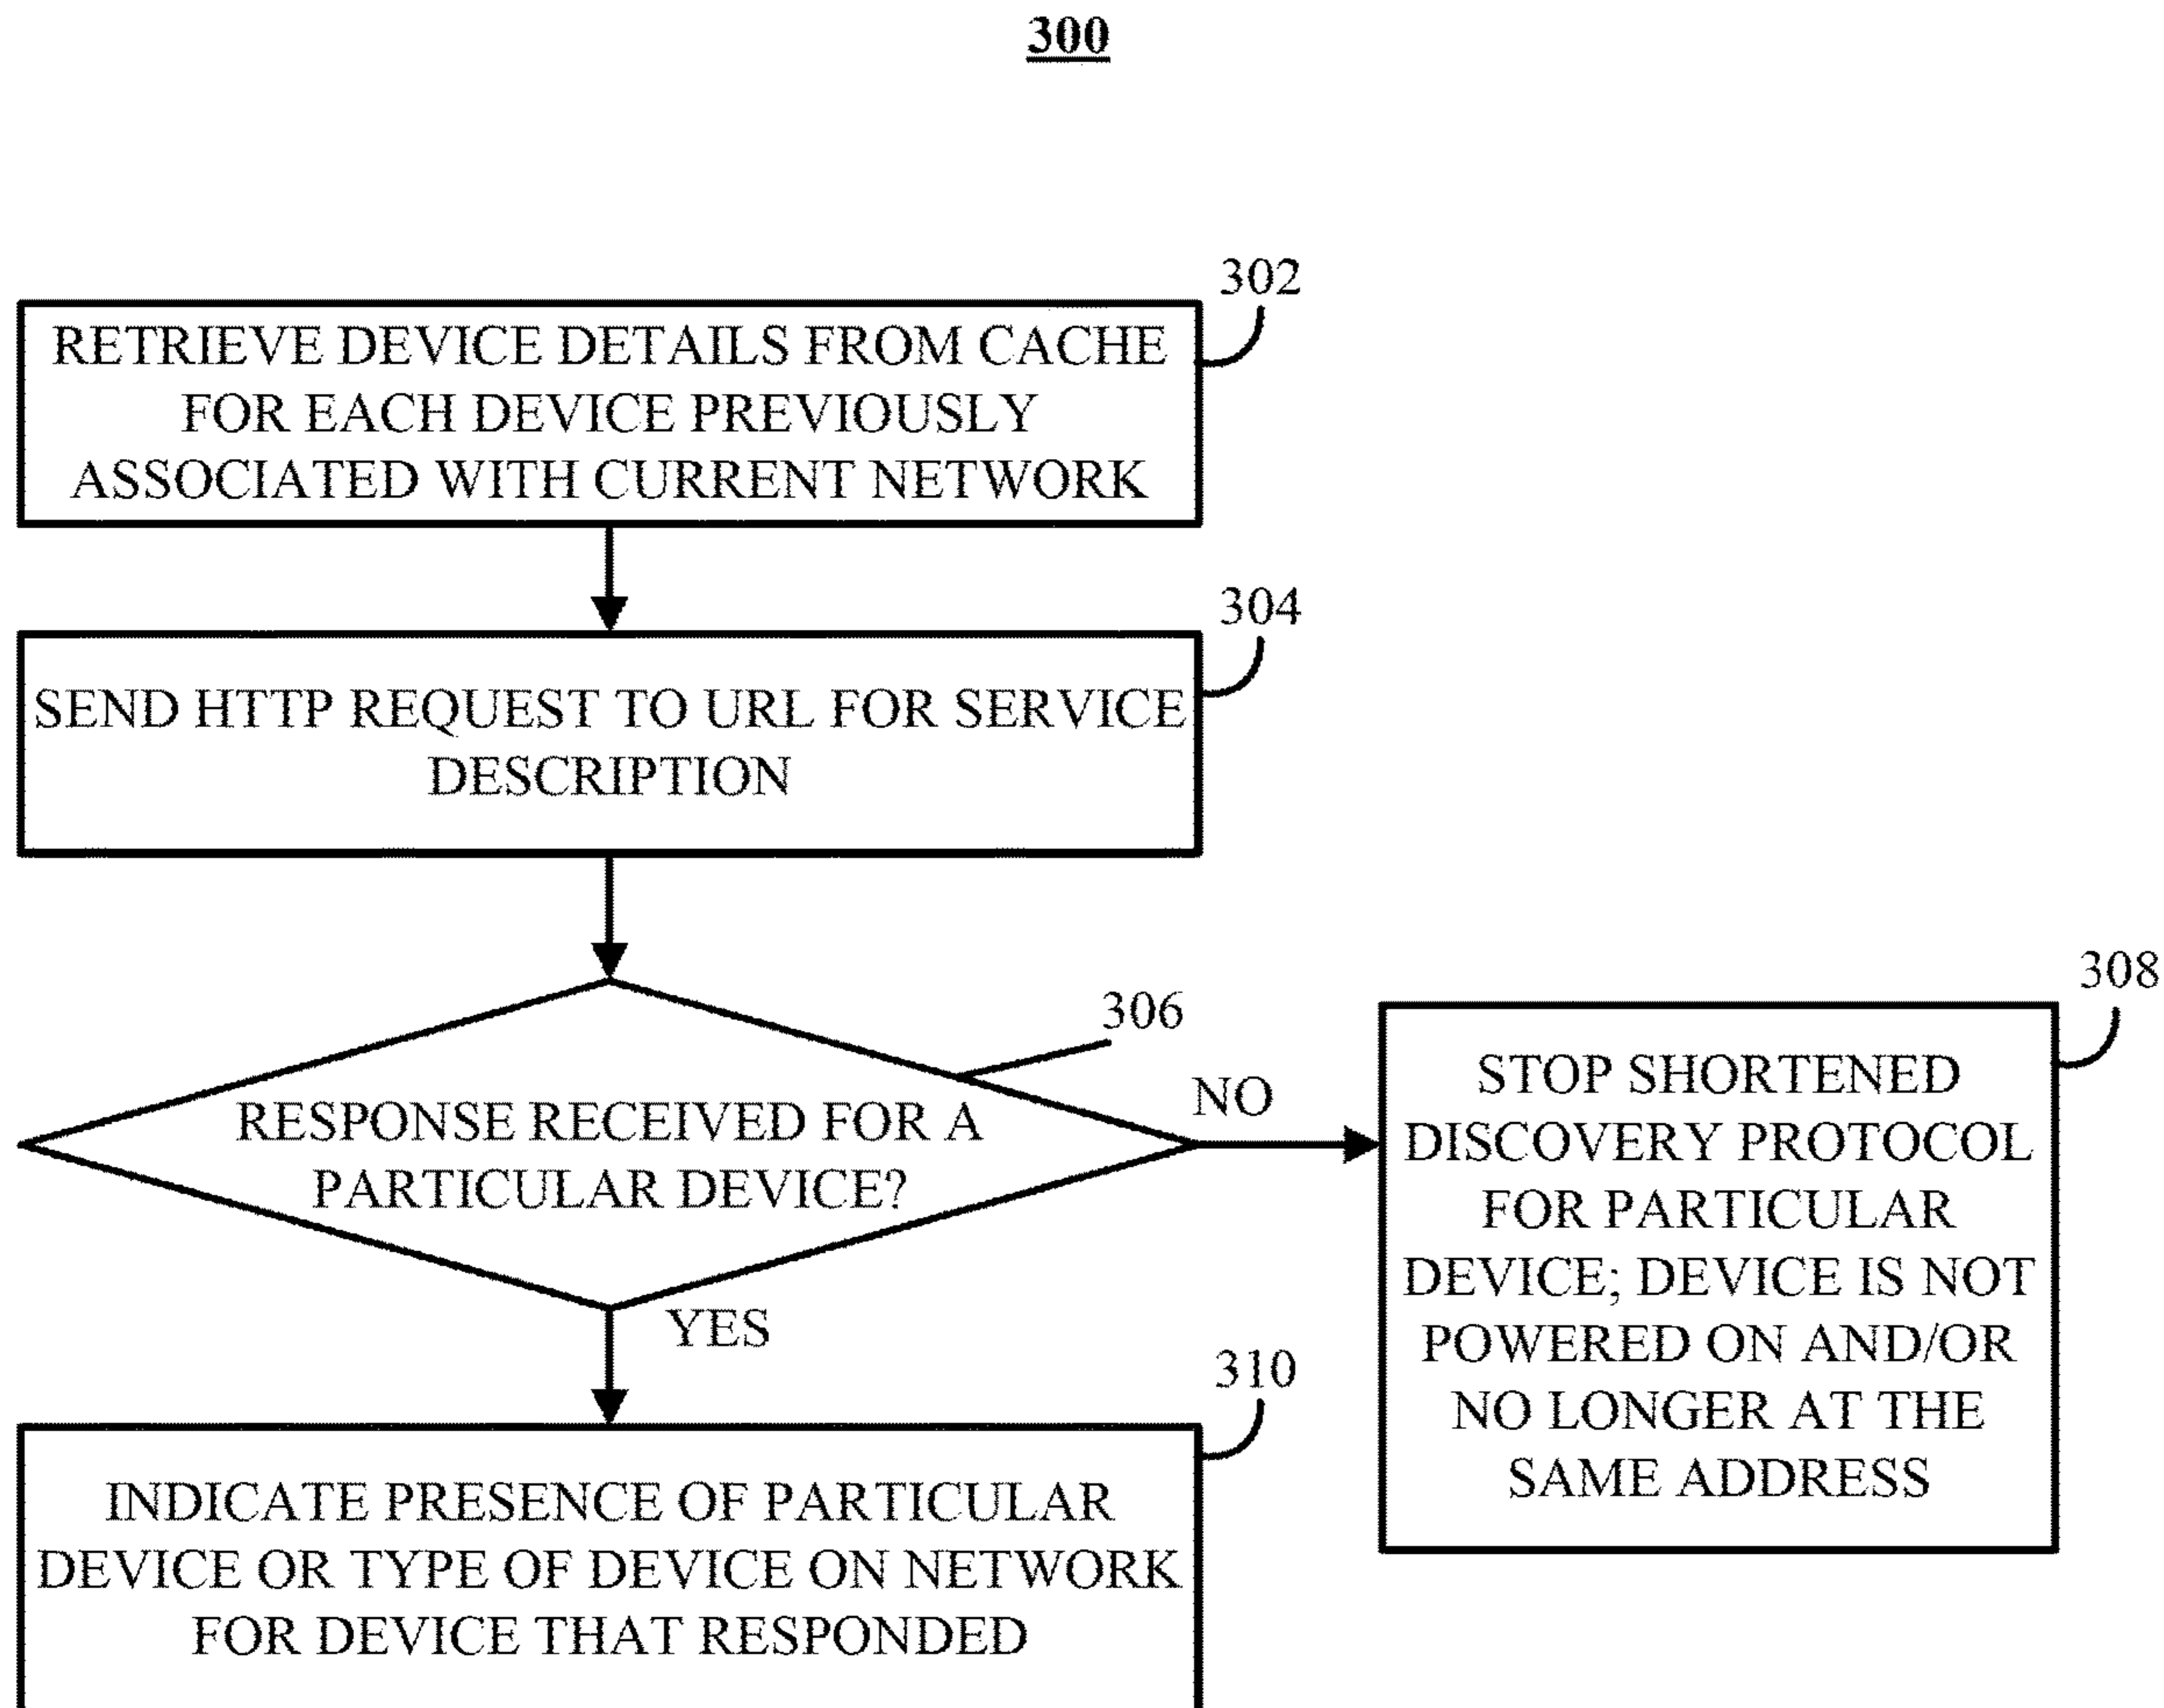 300
302
RETRIEVE DEVICE DETAILS FROM CACHE
FOR EACH DEVICE PREVIOUSLY
ASSOCIATED WITH CURRENT NETWORK
304
SEND HTTP REQUEST TO URL FOR SERVICE
DESCRIPTION
306
RESPONSE RECEIVED FOR A
PARTICULAR DEVICE?
NO
308
STOP SHORTENED
DISCOVERY PROTOCOL
FOR PARTICULAR
DEVICE; DEVICE IS NOT
POWERED ON AND/OR
NO LONGER AT THE
SAME ADDRESS
YES
310
INDICATE PRESENCE OF PARTICULAR
DEVICE OR TYPE OF DEVICE ON NETWORK
FOR DEVICE THAT RESPONDED